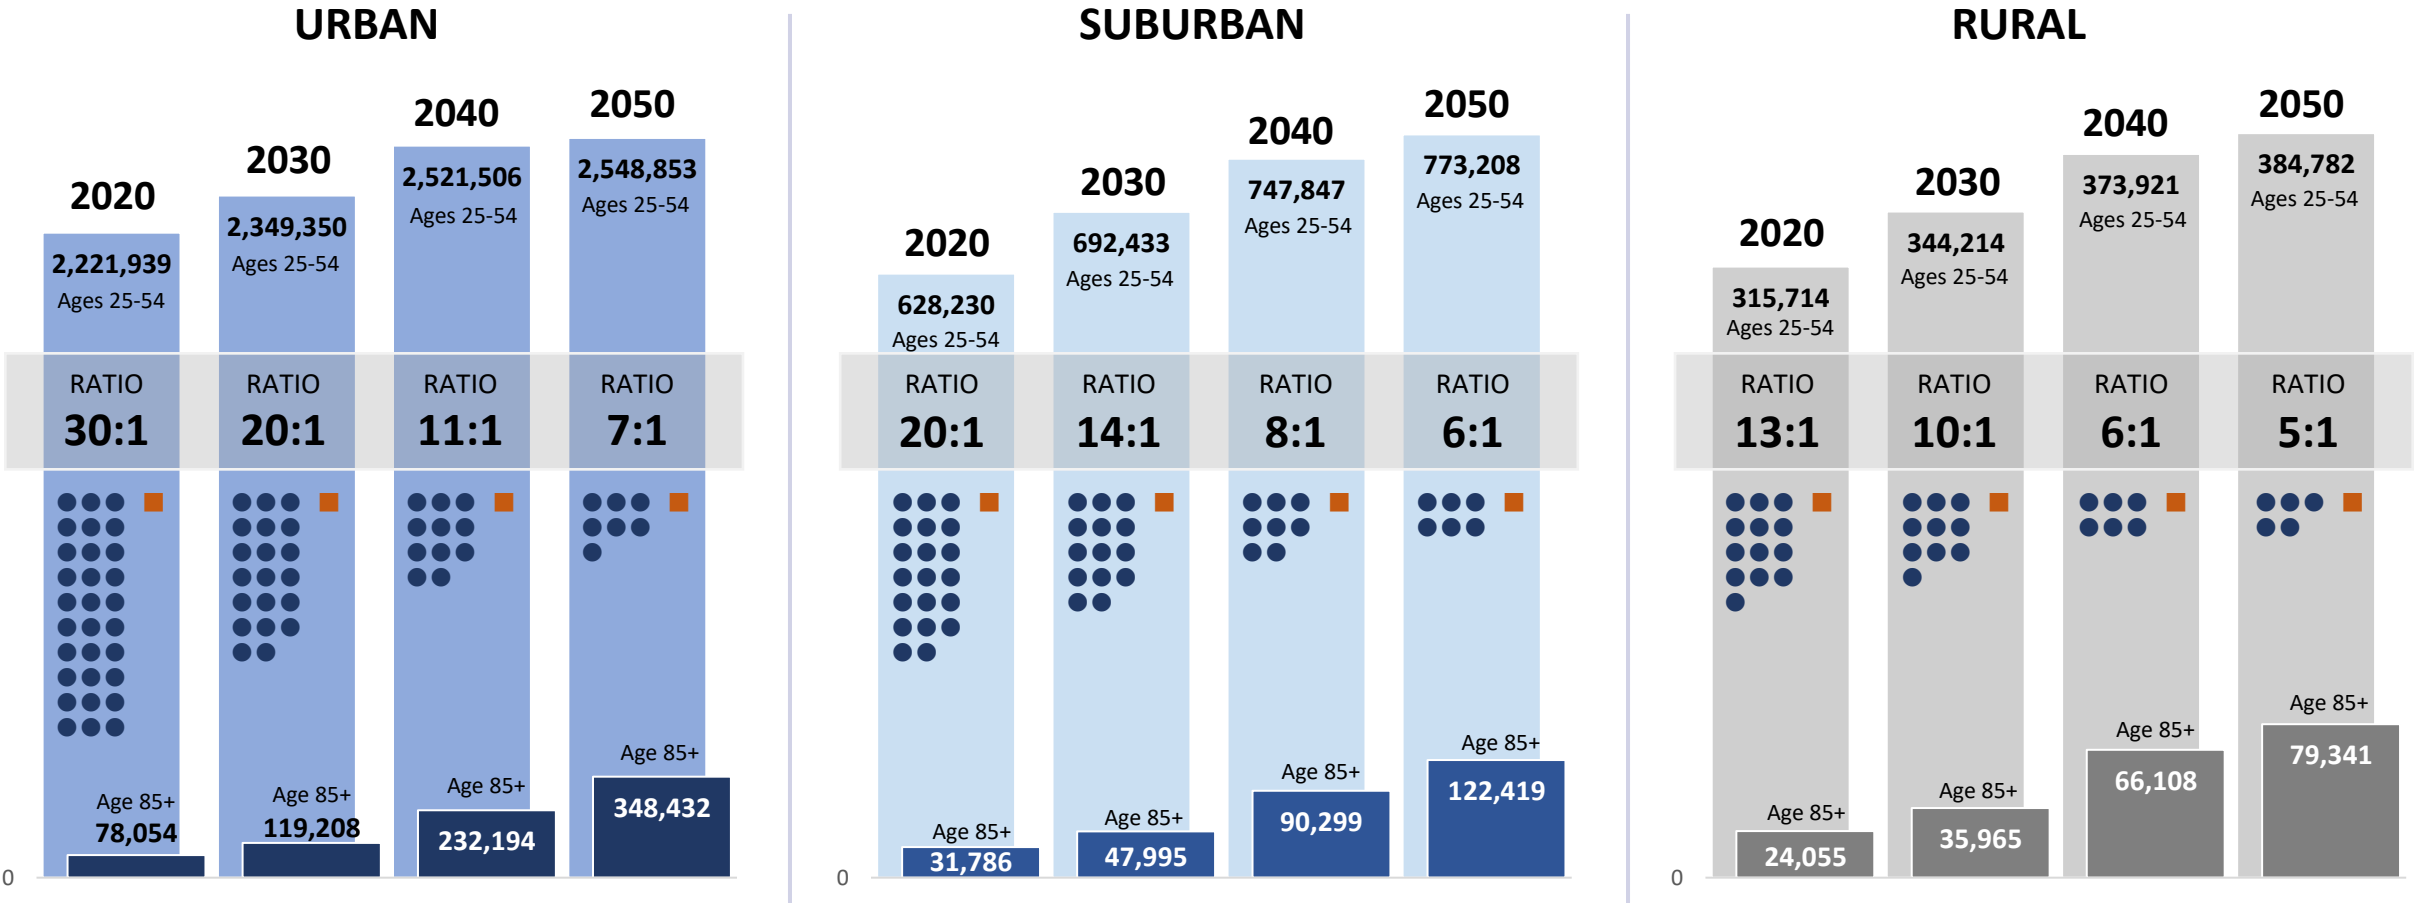 URBAN
2020
2,221,939
Ages 25-54
RATIO
30:1
Age 85+
78,054
2030
2,349,350
Ages 25-54
RATIO
20:1
Age 85+
119,208
2040
2,521,506
Ages 25-54
RATIO
11:1
Age 85+
232,194
2050
2,548,853
Ages 25-54
RATIO
7:1
Age 85+
348,432
0
SUBURBAN
2020
628,230
Ages 25-54
RATIO
20:1
Age 85+
31,786
2030
692,433
Ages 25-54
RATIO
14:1
Age 85+
47,995
2040
747,847
Ages 25-54
RATIO
8:1
Age 85+
90,299
2050
773,208
Ages 25-54
RATIO
6:1
Age 85+
122,419
0
RURAL
2020
315,714
Ages 25-54
RATIO
13:1
Age 85+
24,055
2030
344,214
Ages 25-54
RATIO
10:1
Age 85+
35,965
2040
373,921
Ages 25-54
RATIO
6:1
Age 85+
66,108
2050
384,782
Ages 25-54
RATIO
5:1
Age 85+
79,341
0